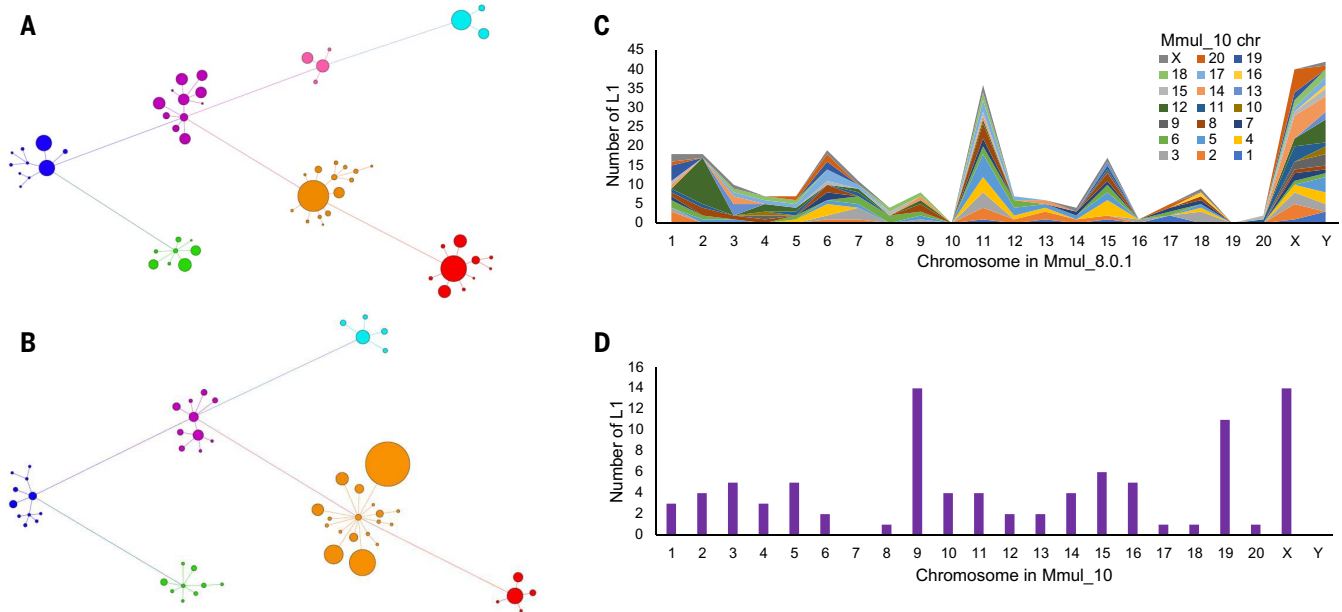 A
C
Mmul_10 chr
X 20 19
18 17 16
15 14 13
12 11 10
9 8 7
6 5 4
3 2 1
Number of L1
45
40
35
30
25
20
15
10
5
0
1 2 3 4 5 6 7 8 9 10 11 12 13 14 15 16 17 18 19 20 X Y
Chromosome in Mmul_8.0.1
B
D
Number of L1
16
14
12
10
8
6
4
2
0
1 2 3 4 5 6 7 8 9 10 11 12 13 14 15 16 17 18 19 20 X Y
Chromosome in Mmul_10